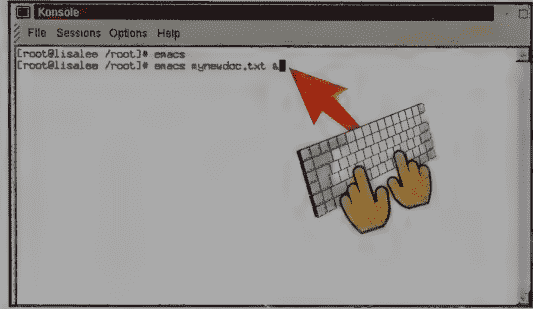 Konsole
File Sessions Options Help
[root@lisalee /root]# emacs
[root@lisalee /root]# emacs mynewdoc.txt &